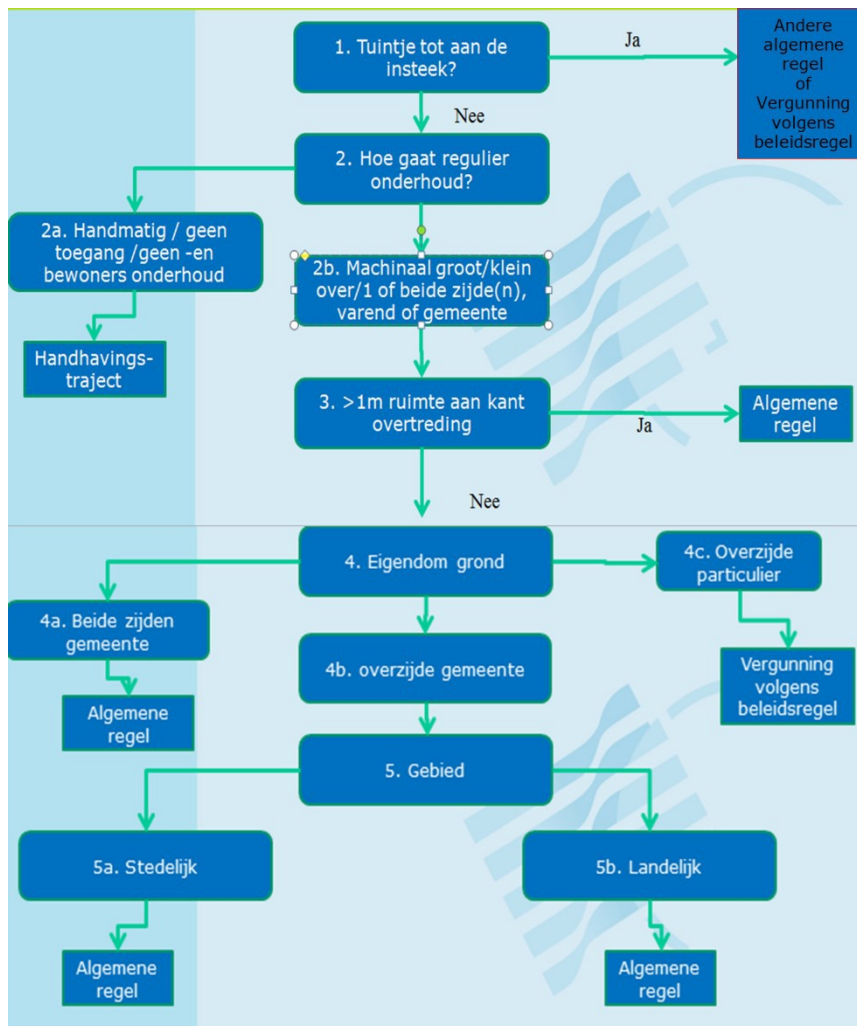 1. Tuintje tot aan de
insteek?
Ja
Andere
algemene
regel
of
Vergunning
volgens
beleidsregel
Nee
2. Hoe gaat regulier
onderhoud?
2a. Handmatig / geen
toegang /geen -en
bewoners onderhoud
2b. Machinaal groot/klein
over/1 of beide zijde(n),
varend of gemeente
Handhavings-
traject
3. >1m ruimte aan kant
overtreding
Ja
Algemene
regel
Nee
4. Eigendom grond
4c. Overzijde
particulier
4a. Beide zijden
gemeente
4b. overzijde gemeente
Vergunning
volgens
beleidsregel
Algemene
regel
5. Gebied
5a. Stedelijk
5b. Landelijk
Algemene
regel
Algemene
regel